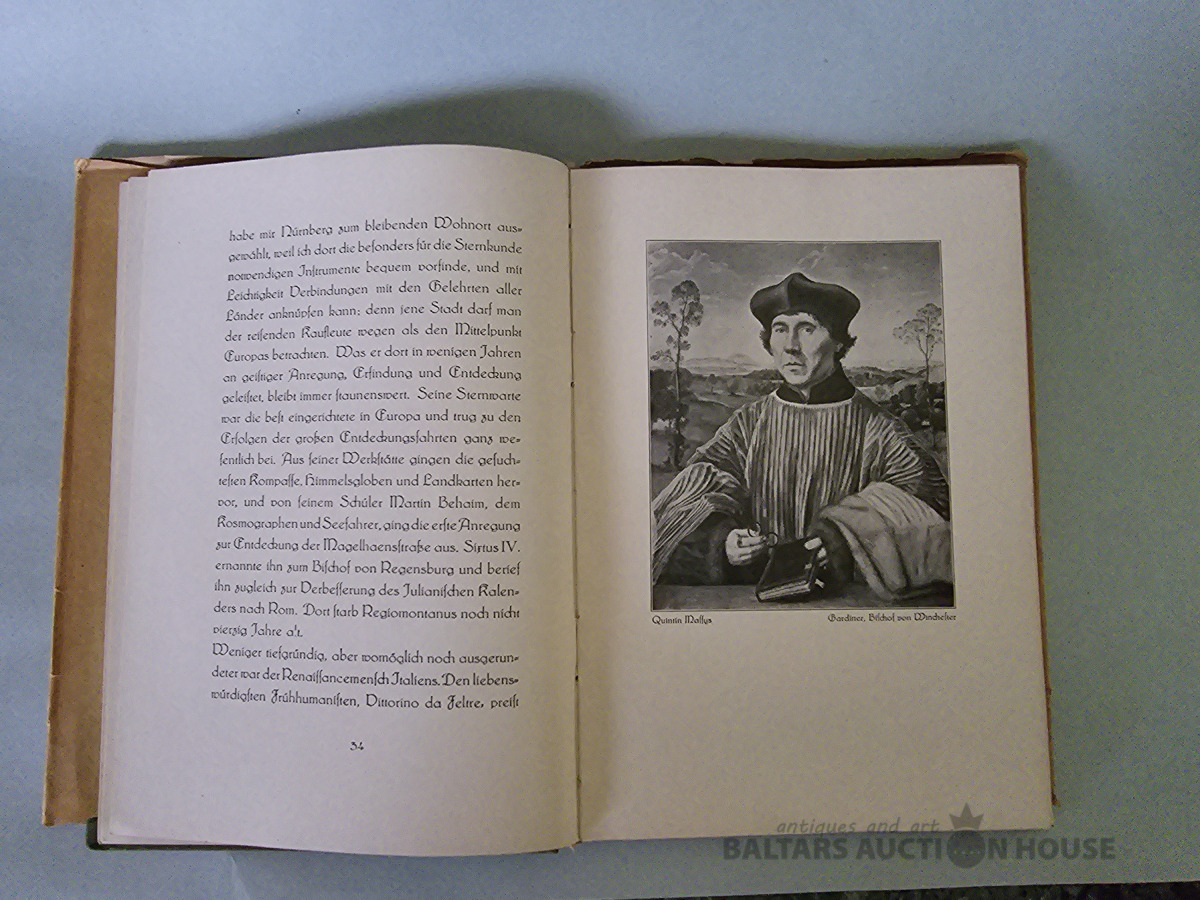 habe mir Nürnberg zum bleibenden Wohnort aus-
gewählt, weil ich dort die besonders für die Sternkunde
notwendigen Instrumente bequem vorfinde, und mit
Leichtigkeit Verbindungen mit den Gelehrten aller
Länder anknüpfen kann; denn jene Stadt darf man
der reisenden Kaufleute wegen als den Mittelpunkt
Europas betrachten. Was er dort in wenigen Jahren
an geistiger Anregung, Erfindung und Entdeckung
geleistet, bleibt immer staunenswert. Seine Sternwarte
war die best eingerichtete in Europa und trug zu den
Erfolgen der großen Entdeckungsfahrten ganz we-
sentlich bei. Aus seiner Werkstätte gingen die gesuch-
testen Kompasse, Himmelsgloben und Landkarten her-
vor, und von seinem Schüler Martin Behaim, dem
Kosmographen und Seefahrer, ging die erste Anregung
zur Entdeckung der Magelhaensstraße aus. Sixtus IV.
ernannte ihn zum Bischof von Regensburg und berief
ihn zugleich zur Verbesserung des Julianischen Kalen-
ders nach Rom. Dort starb Regiomontanus noch nicht
vierzig Jahre alt.
Weniger tiefgründig, aber womöglich noch ausgerun-
deter war der Renaissancemensch Italiens. Den liebens-
würdigsten Frühhumanisten, Vittorino da Feltre, preist
34
Quintin Massys
Gardiner, Bischof von Winchester
antiques and art
BALTARS AUCTION HOUSE